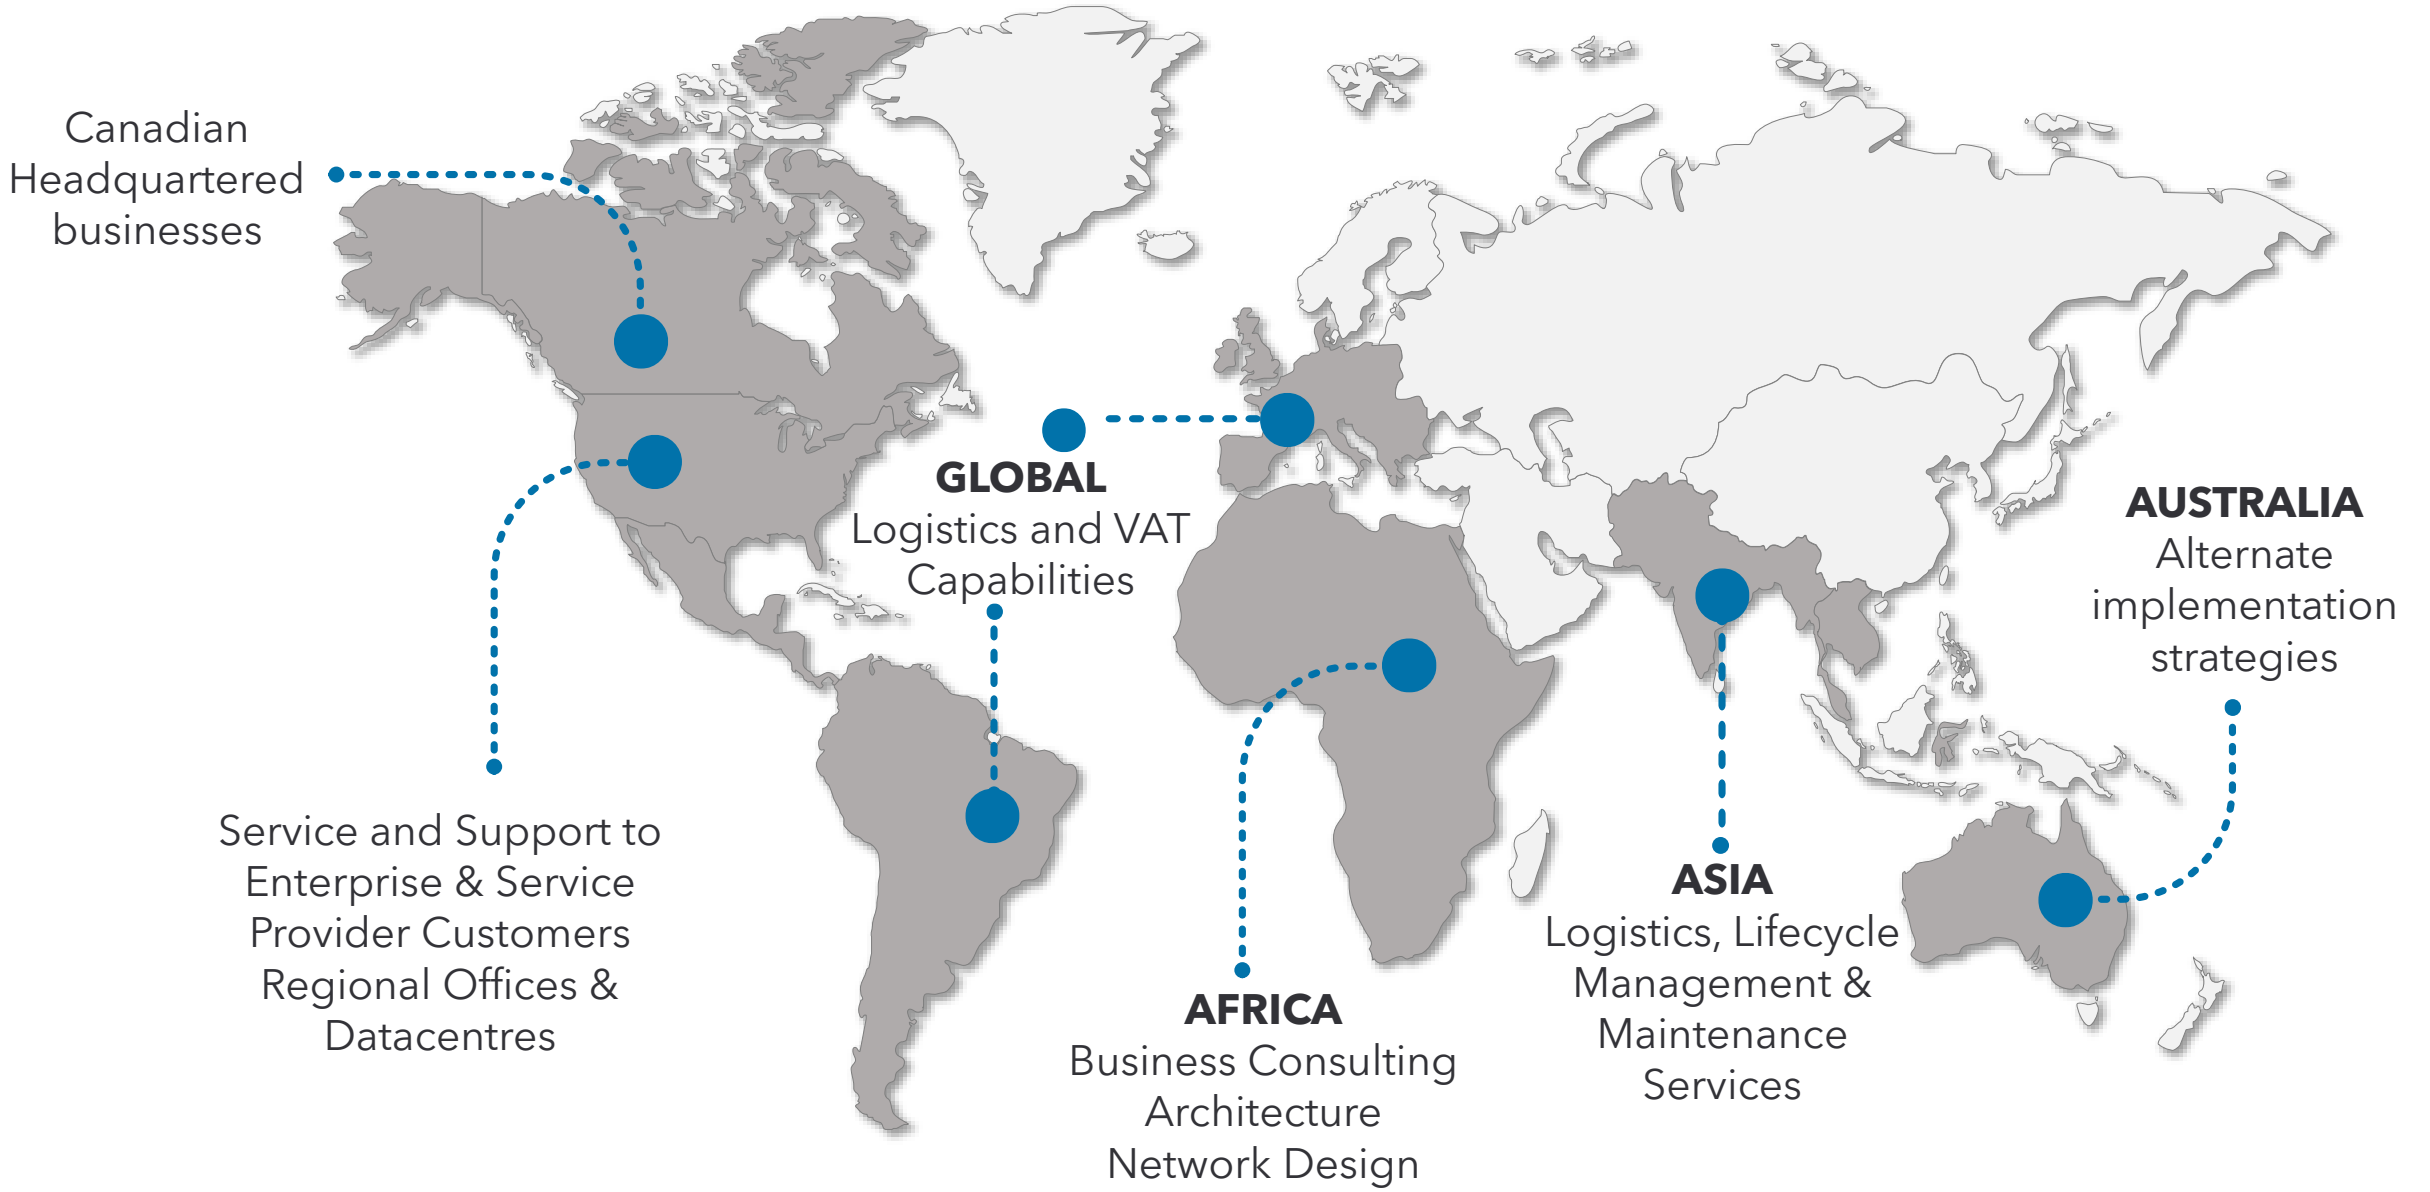 Canadian
Headquartered
businesses
GLOBAL
Logistics and VAT
Capabilities
AUSTRALIA
Alternate
implementation
strategies
Service and Support to
Enterprise & Service
Provider Customers
Regional Offices &
Datacentres
ASIA
Logistics, Lifecycle
Management &
Maintenance
Services
AFRICA
Business Consulting
Architecture
Network Design